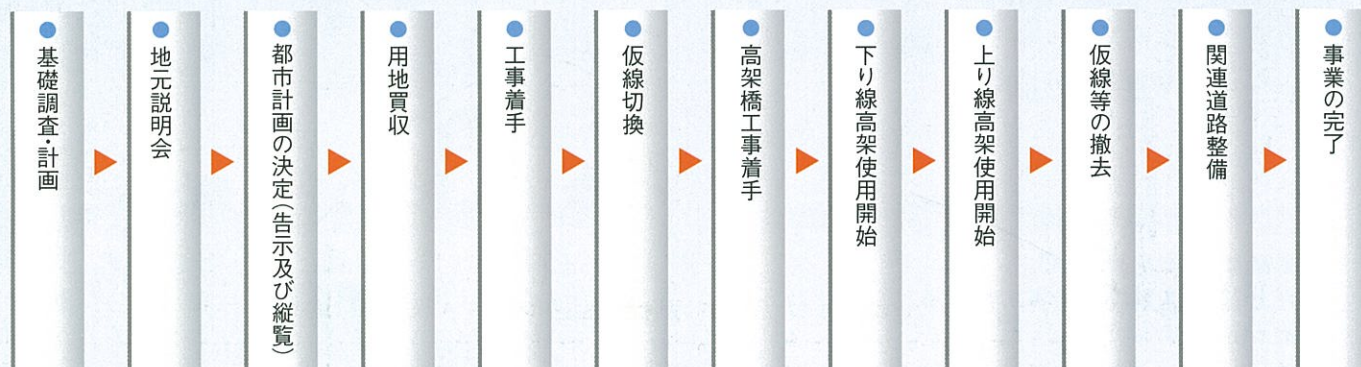 ●基礎調査・計画
●地元説明会
●都市計画の決定(告示及び縦覧)
●用地買収
●工事着手
●仮線切換
●高架橋工事着手
●下り線高架使用開始
●上り線高架使用開始
●仮線等の撤去
●関連道路整備
●事業の完了